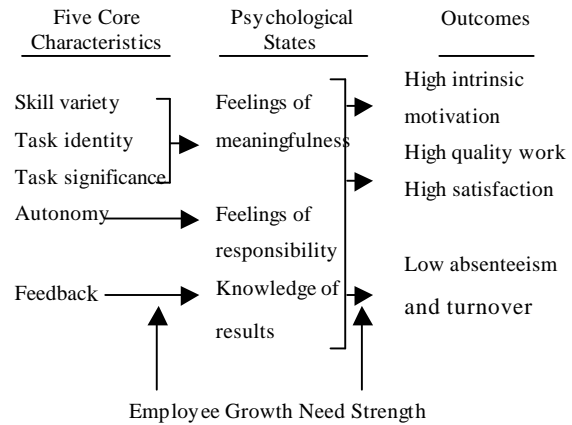 Five Core
Characteristics
Psychological
States
Outcomes
Skill variety
Task identity
Task significance
Autonomy
Feedback
Feelings of
meaningfulness
Feelings of
responsibility
Knowledge of
results
High intrinsic
motivation
High quality work
High satisfaction
Low absenteeism
and turnover
Employee Growth Need Strength